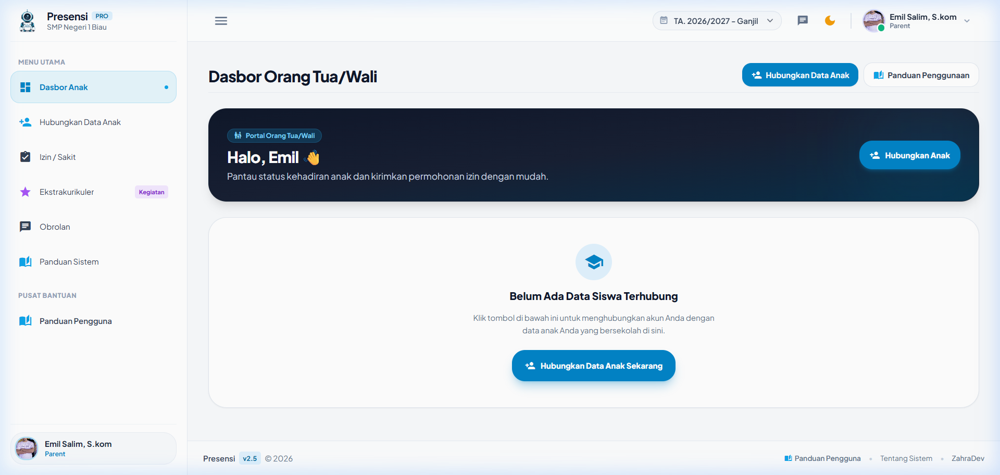 Presensi PRO
SMP Negeri 1 Biau
TA. 2026/2027 - Ganjil
Emil Salim, S.kom
Parent
MENU UTAMA
Dasbor Anak
Hubungkan Data Anak
Izin / Sakit
Ekstrakurikuler Kegiatan
Obrolan
Panduan Sistem
PUSAT BANTUAN
Panduan Pengguna
Emil Salim, S.kom
Parent
Dasbor Orang Tua/Wali
Hubungkan Data Anak
Panduan Penggunaan
Portal Orang Tua/Wali
Halo, Emil 👋
Pantau status kehadiran anak dan kirimkan permohonan izin dengan mudah.
Hubungkan Anak
Belum Ada Data Siswa Terhubung
Klik tombol di bawah ini untuk menghubungkan akun Anda dengan
data anak Anda yang bersekolah di sini.
Hubungkan Data Anak Sekarang
Presensi v2.5 © 2026
Panduan Pengguna • Tentang Sistem • ZahraDev